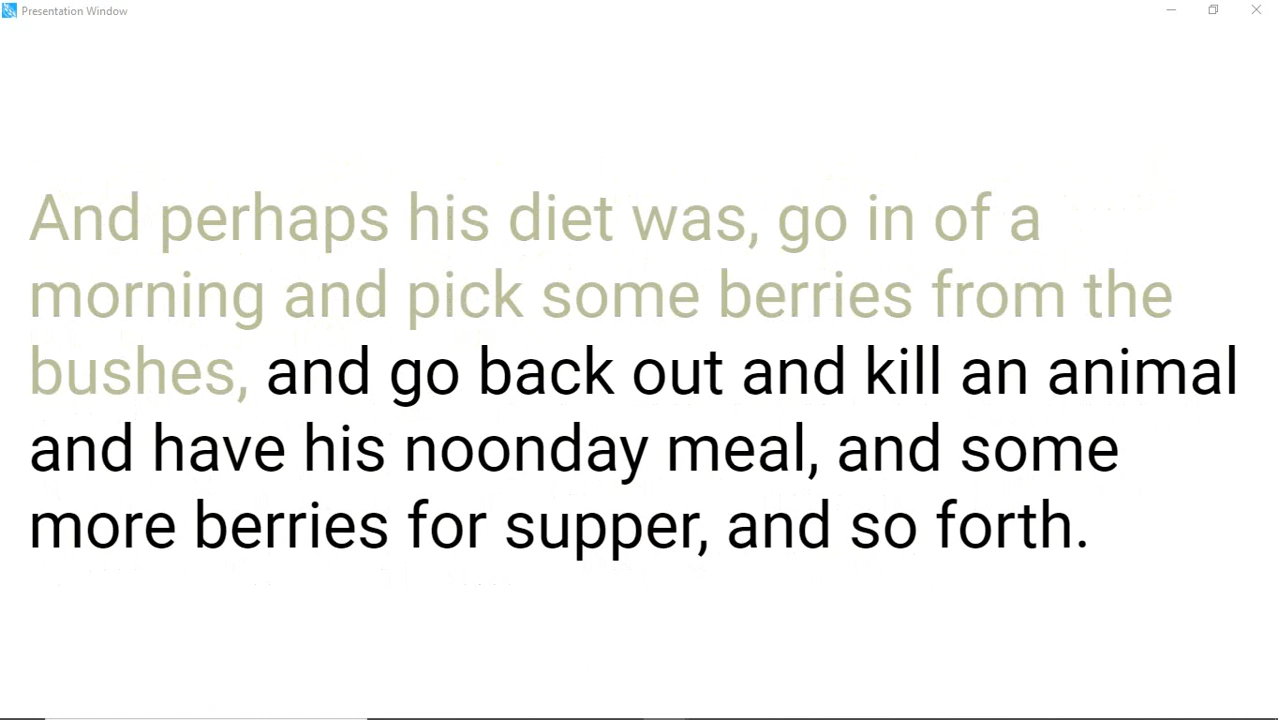 Presentation Window
And perhaps his diet was, go in of a
morning and pick some berries from the
bushes, and go back out and kill an animal
and have his noonday meal, and some
more berries for supper, and so forth.